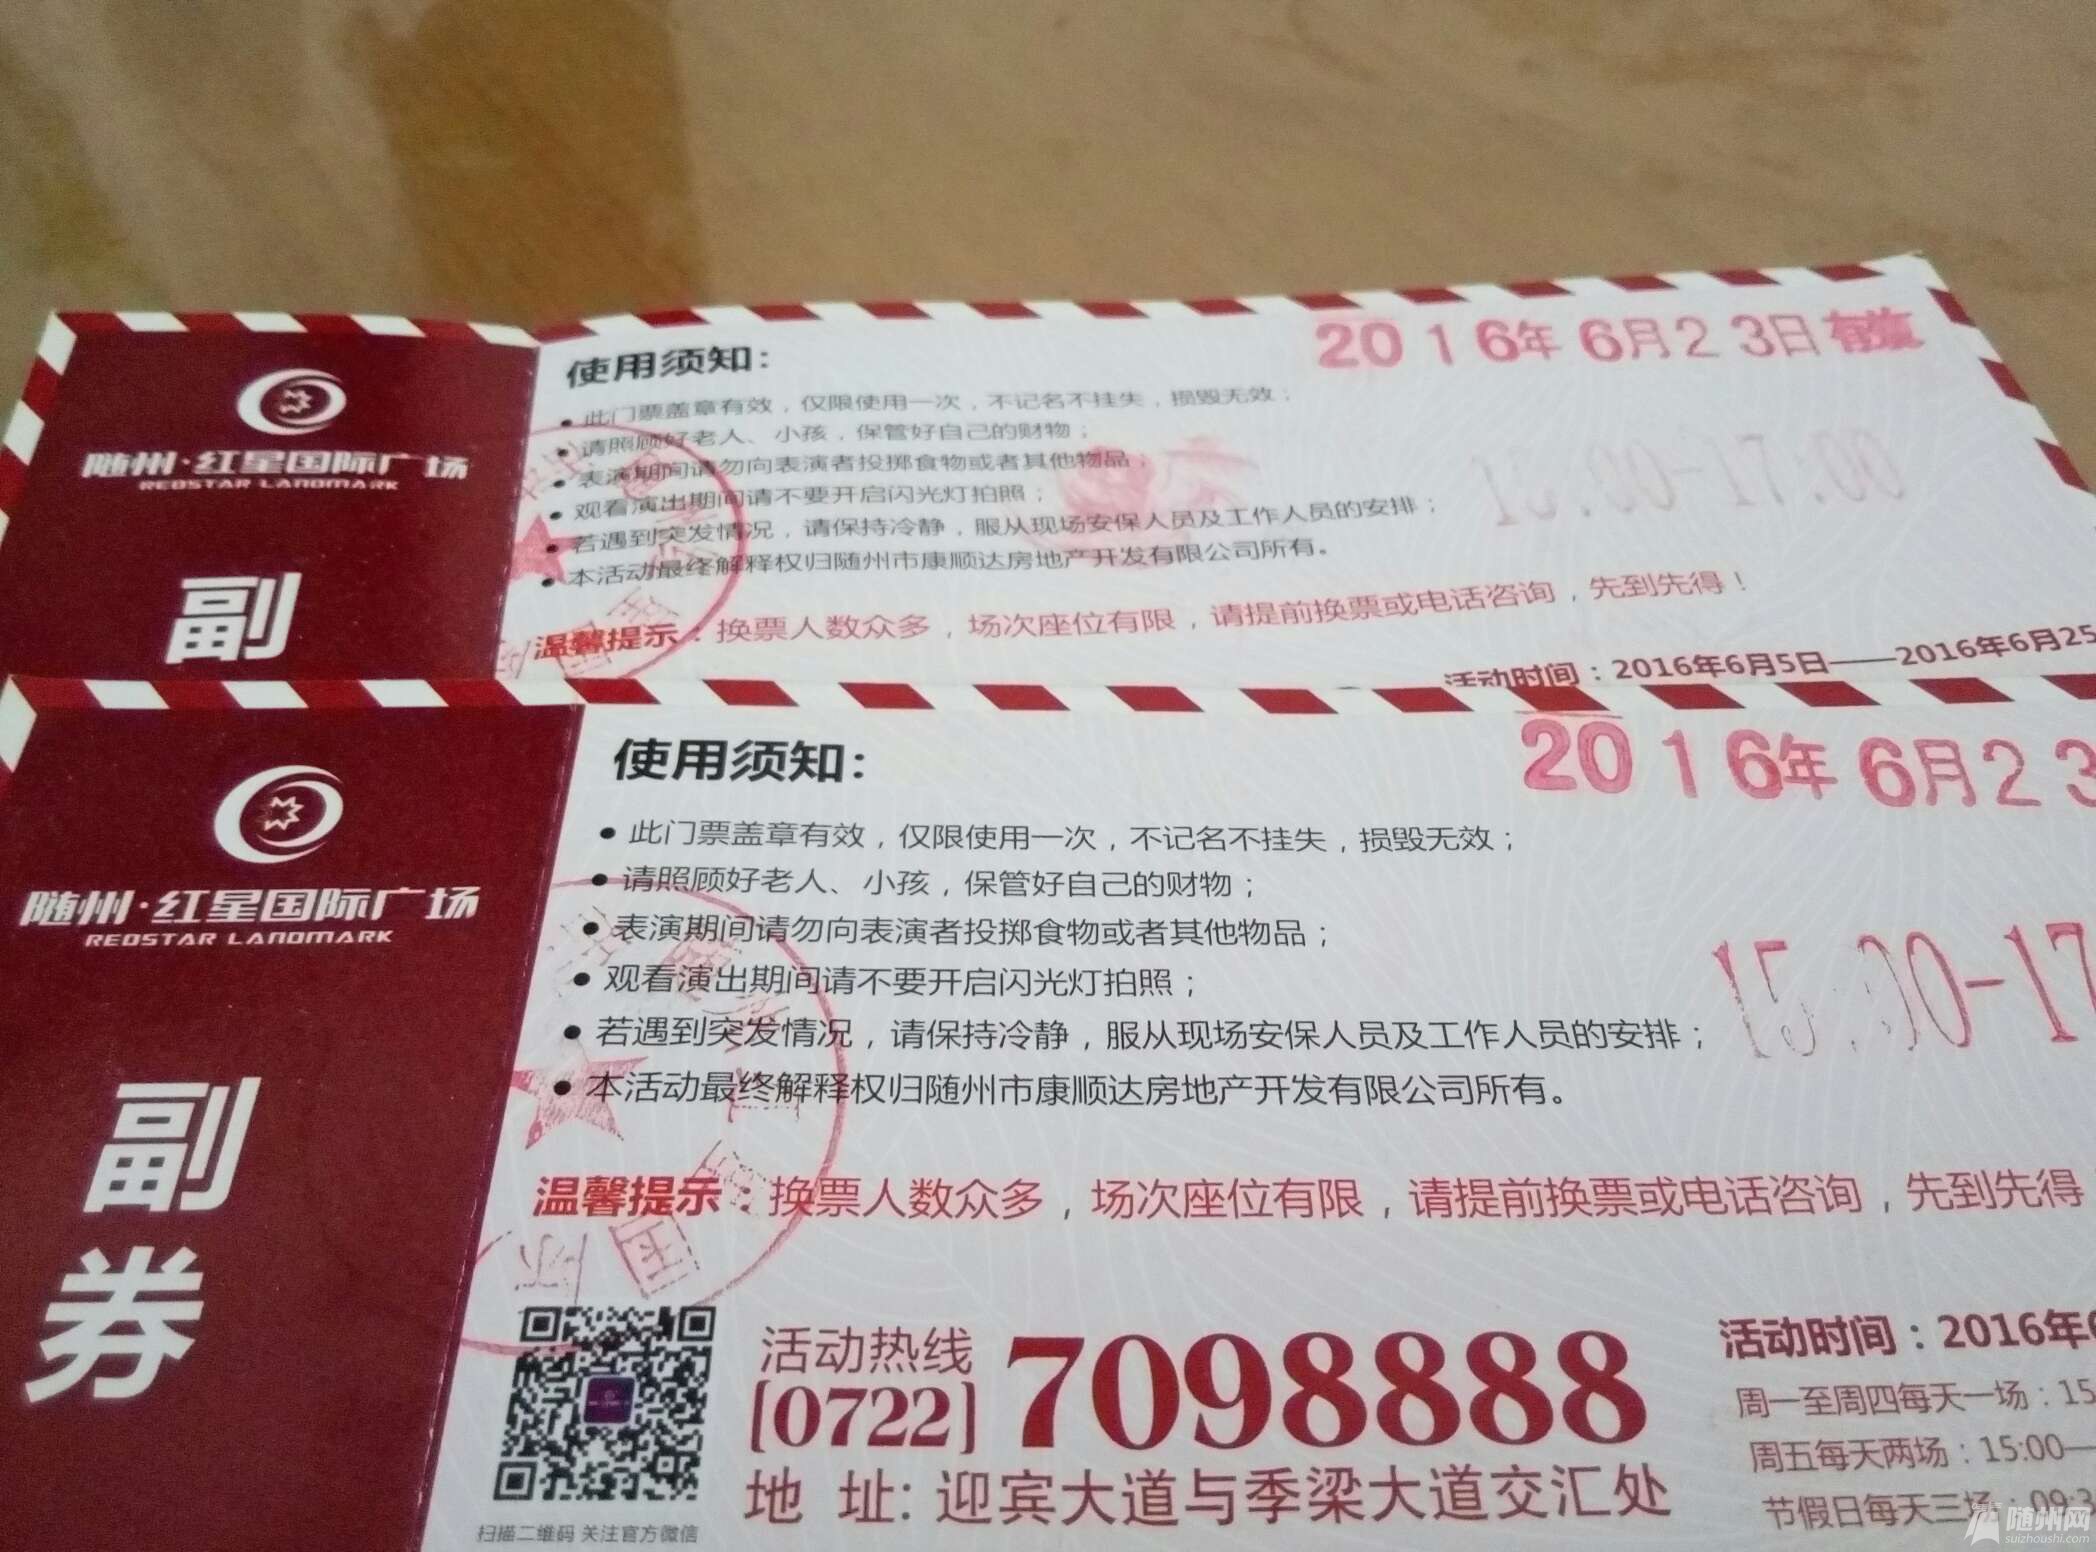 随州·红星国际广场
REDSTAR LANDMARK
副
使用须知：
2016年6月23日有效
• 此门票盖章有效，仅限使用一次，不记名不挂失，损毁无效；
• 请照顾好老人、小孩，保管好自己的财物；
• 表演期间请勿向表演者投掷食物或者其他物品；
• 观看演出期间请不要开启闪光灯拍照；
• 若遇到突发情况，请保持冷静，服从现场安保人员及工作人员的安排；
• 本活动最终解释权归随州市康顺达房地产开发有限公司所有。
15:00-17:00
温馨提示：换票人数众多，场次座位有限，请提前换票或电话咨询，先到先得！
活动时间：2016年6月5日——2016年6月25
随州·红星国际广场
REDSTAR LANDMARK
副券
使用须知：
2016年6月23
• 此门票盖章有效，仅限使用一次，不记名不挂失，损毁无效；
• 请照顾好老人、小孩，保管好自己的财物；
• 表演期间请勿向表演者投掷食物或者其他物品；
• 观看演出期间请不要开启闪光灯拍照；
• 若遇到突发情况，请保持冷静，服从现场安保人员及工作人员的安排；
• 本活动最终解释权归随州市康顺达房地产开发有限公司所有。
15:00-17
温馨提示：换票人数众多，场次座位有限，请提前换票或电话咨询，先到先得
扫描二维码 关注官方微信
活动热线
[0722] 7098888
地 址: 迎宾大道与季梁大道交汇处
活动时间：2016年6
周一至周四每天一场：15
周五每天两场：15:00—
节假日每天三场：09:3
随州网
suizhoushi.com